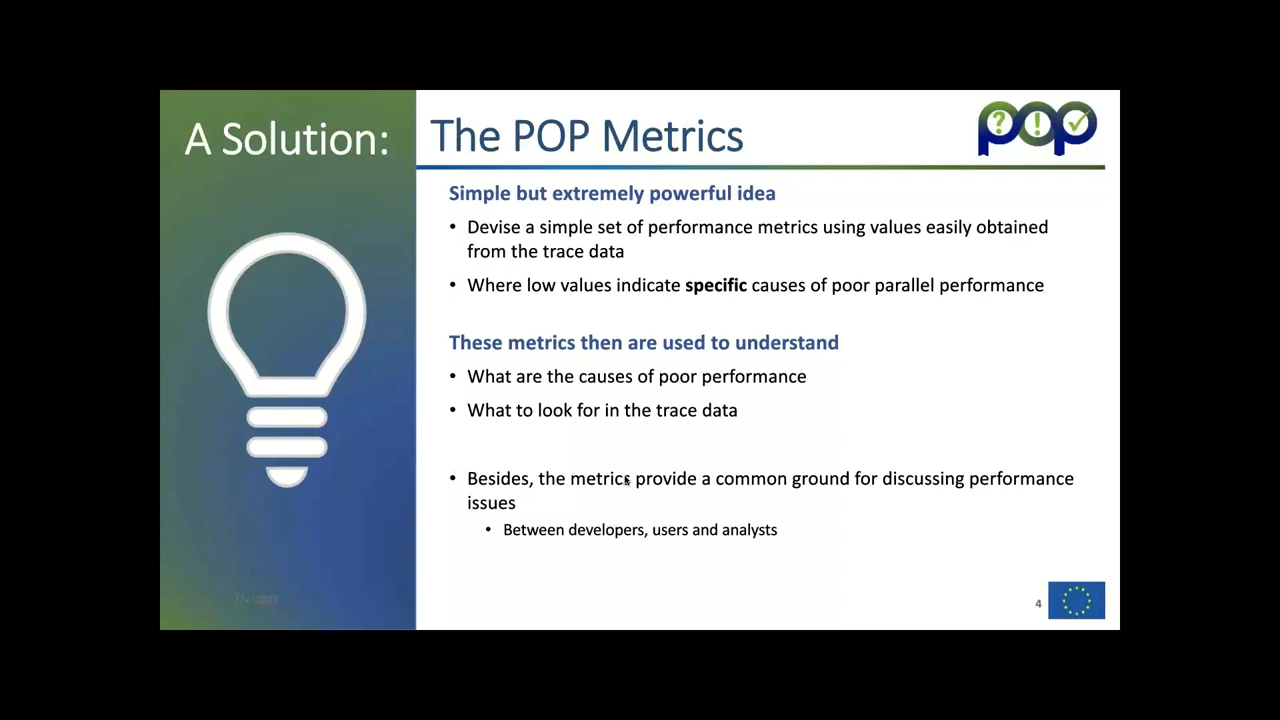 A Solution:
The POP Metrics
pop
Simple but extremely powerful idea
• Devise a simple set of performance metrics using values easily obtained
from the trace data
• Where low values indicate specific causes of poor parallel performance
These metrics then are used to understand
• What are the causes of poor performance
• What to look for in the trace data
• Besides, the metrics provide a common ground for discussing performance
issues
• Between developers, users and analysts
4